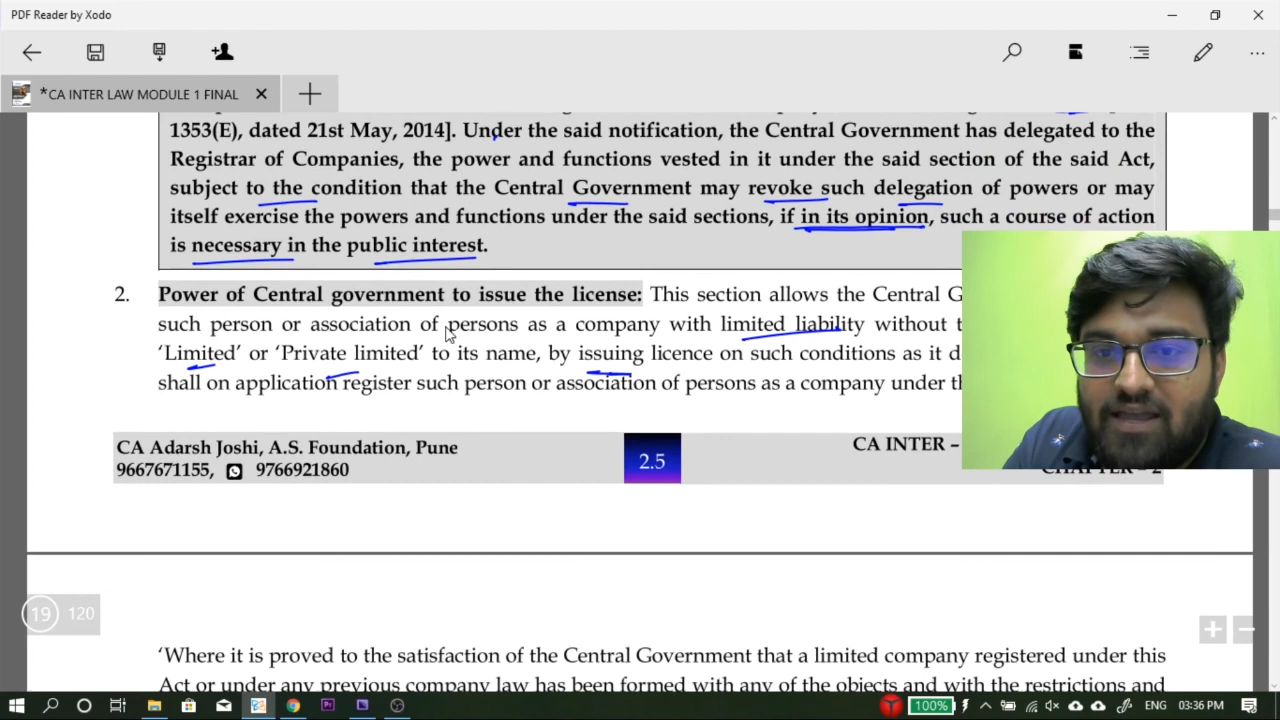 PDF Reader by Xodo
*CA INTER LAW MODULE 1 FINAL
1353(E), dated 21st May, 2014]. Under the said notification, the Central Government has delegated to the
Registrar of Companies, the power and functions vested in it under the said section of the said Act,
subject to the condition that the Central Government may revoke such delegation of powers or may
itself exercise the powers and functions under the said sections, if in its opinion, such a course of action
is necessary in the public interest.
2. Power of Central government to issue the license: This section allows the Central G
such person or association of persons as a company with limited liability without t
‘Limited’ or ‘Private limited’ to its name, by issuing licence on such conditions as it d
shall on application register such person or association of persons as a company under th
CA Adarsh Joshi, A.S. Foundation, Pune
9667671155, 9766921860
2.5
CA INTER –
CHAPTER – 2
19 120
‘Where it is proved to the satisfaction of the Central Government that a limited company registered under this
Act or under any previous company law has been formed with any of the objects and with the restrictions and
100% ENG 03:36 PM